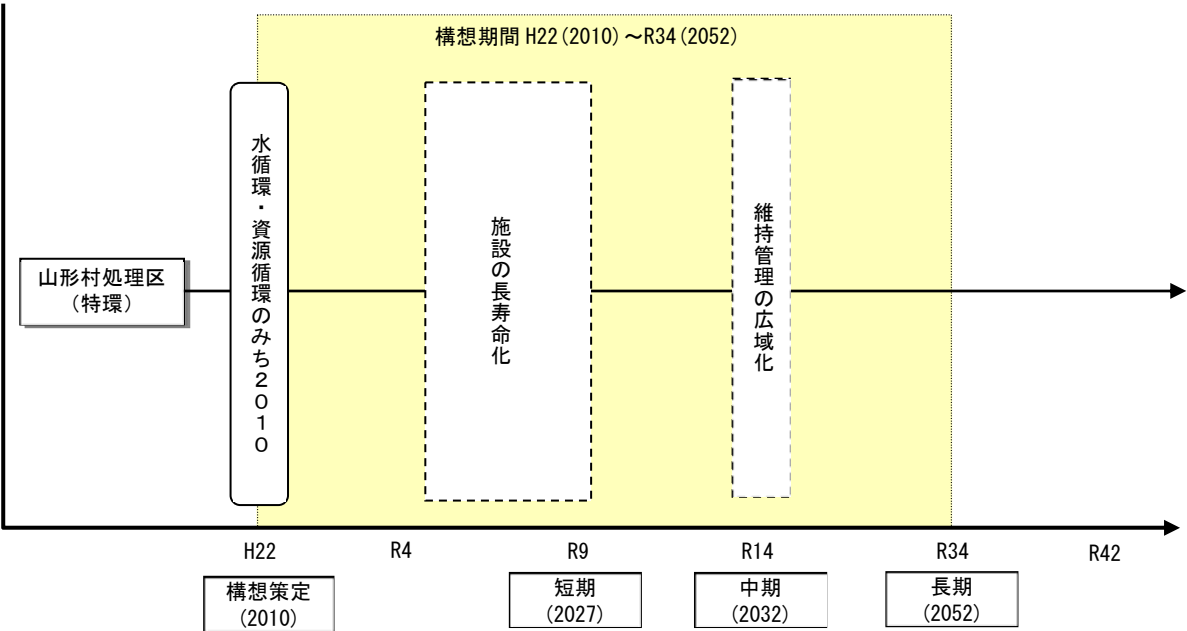 構想期間 H22(2010)～R34(2052)
水循環・資源循環のみち2010
施設の長寿命化
維持管理の広域化
山形村処理区
（特環）
H22
R4
R9
R14
R34
R42
構想策定
(2010)
短期
(2027)
中期
(2032)
長期
(2052)